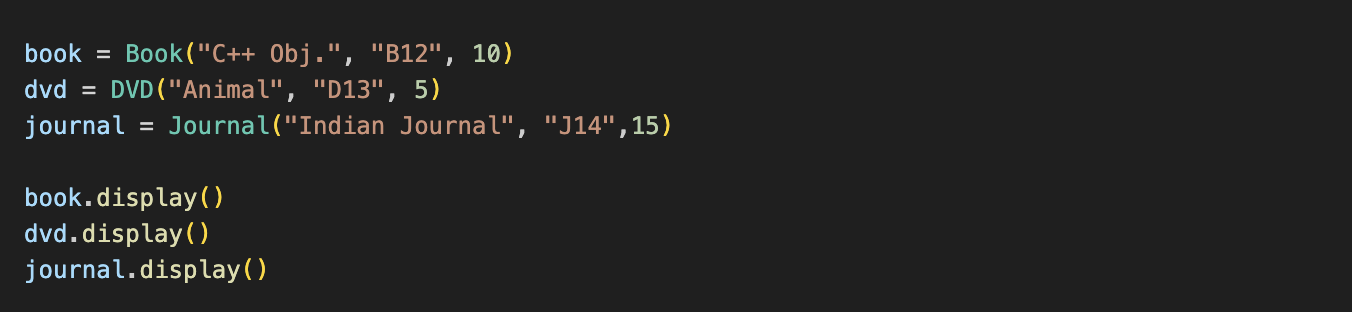 book = Book("C++ Obj.", "B12", 10)
dvd = DVD("Animal", "D13", 5)
journal = Journal("Indian Journal", "J14",15)
book.display()
dvd.display()
journal.display()